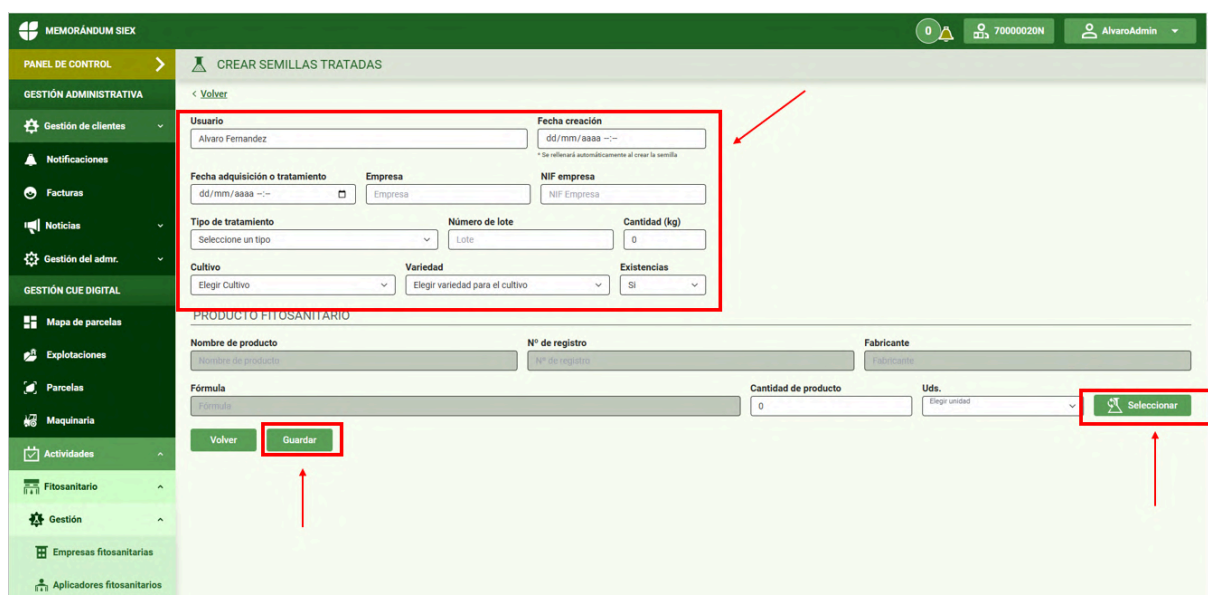 MEMORÁNDUM SIEX
0
70000020N
AlvaroAdmin
PANEL DE CONTROL
CREAR SEMILLAS TRATADAS
GESTIÓN ADMINISTRATIVA
< Volver
Gestión de clientes
Notificaciones
Facturas
Noticias
Gestión del admr.
GESTIÓN CUE DIGITAL
Mapa de parcelas
Explotaciones
Parcelas
Maquinaria
Actividades
Fitosanitario
Gestión
Empresas fitosanitarias
Aplicadores fitosanitarios
Usuario
Fecha creación
Alvaro Fernandez
dd/mm/aaaa --:--
* Se rellenará automáticamente al crear la semilla
Fecha adquisición o tratamiento
Empresa
NIF empresa
dd/mm/aaaa --:--
Empresa
NIF Empresa
Tipo de tratamiento
Número de lote
Cantidad (kg)
Seleccione un tipo
Lote
0
Cultivo
Variedad
Existencias
Elegir Cultivo
Elegir variedad para el cultivo
Si
PRODUCTO FITOSANITARIO
Nombre de producto
Nº de registro
Fabricante
Nombre de producto
Nº de registro
Fabricante
Fórmula
Cantidad de producto
Uds.
Fórmula
0
Elegir unidad
Seleccionar
Volver
Guardar